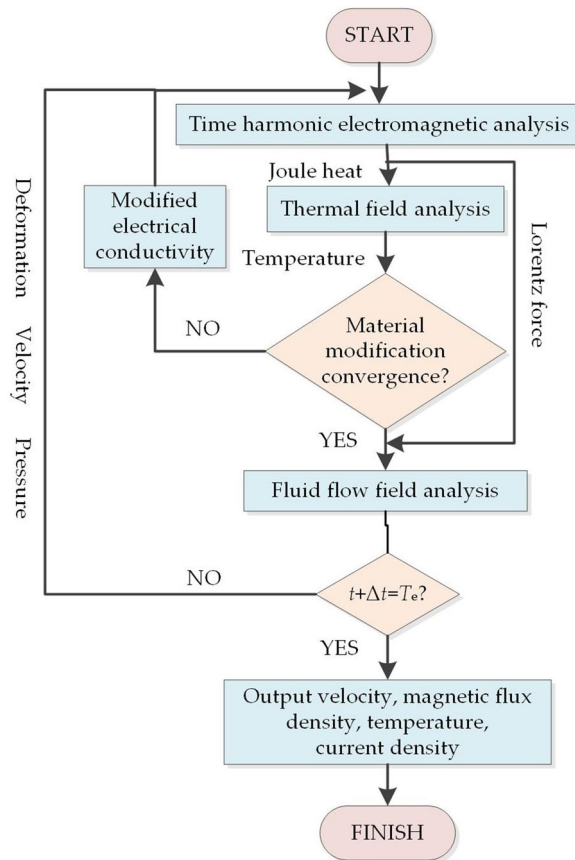 START
Time harmonic electromagnetic analysis
Joule heat
Modified
electrical
conductivity
Thermal field analysis
Temperature
Deformation Velocity Pressure
Lorentz force
NO
Material
modification
convergence?
YES
Fluid flow field analysis
NO
t+Δt=Te?
YES
Output velocity, magnetic flux
density, temperature,
current density
FINISH